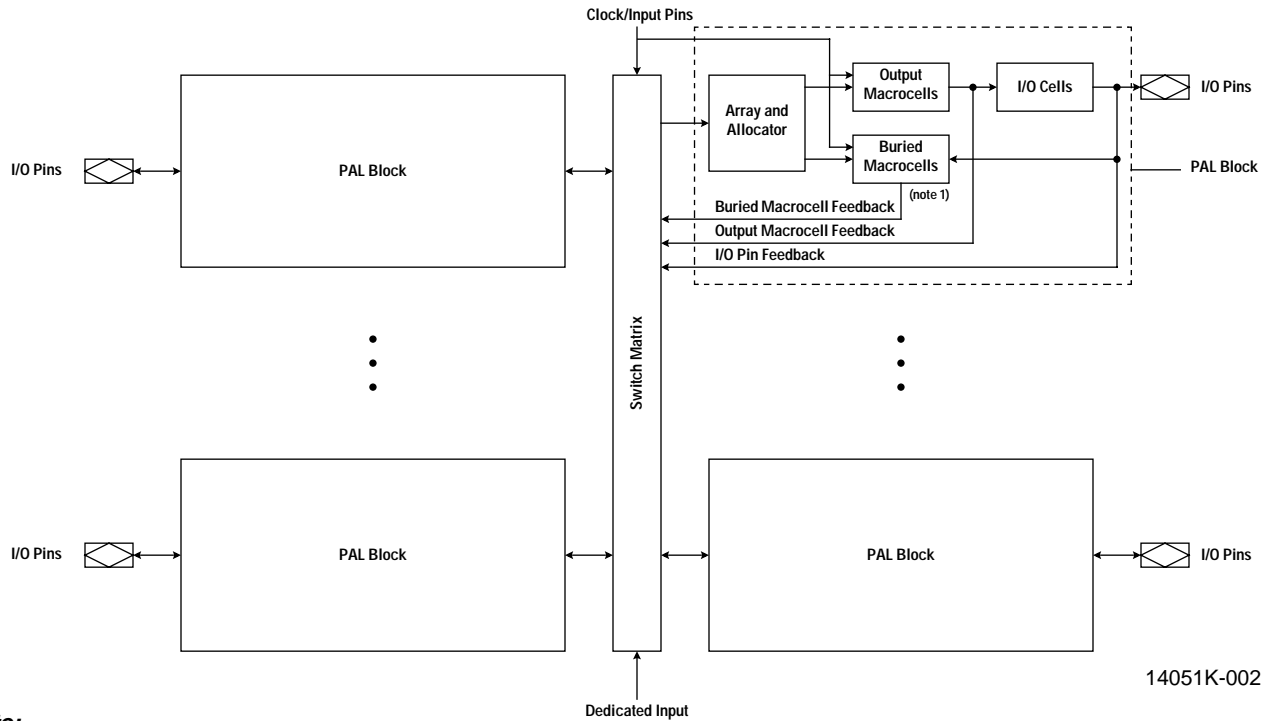 Clock/Input Pins
Output
Macrocells
I/O Cells
I/O Pins
Array and
Allocator
Buried
Macrocells
(note 1)
I/O Pins
PAL Block
PAL Block
Buried Macrocell Feedback
Output Macrocell Feedback
I/O Pin Feedback
Switch Matrix
I/O Pins
PAL Block
PAL Block
I/O Pins
14051K-002
Dedicated Input